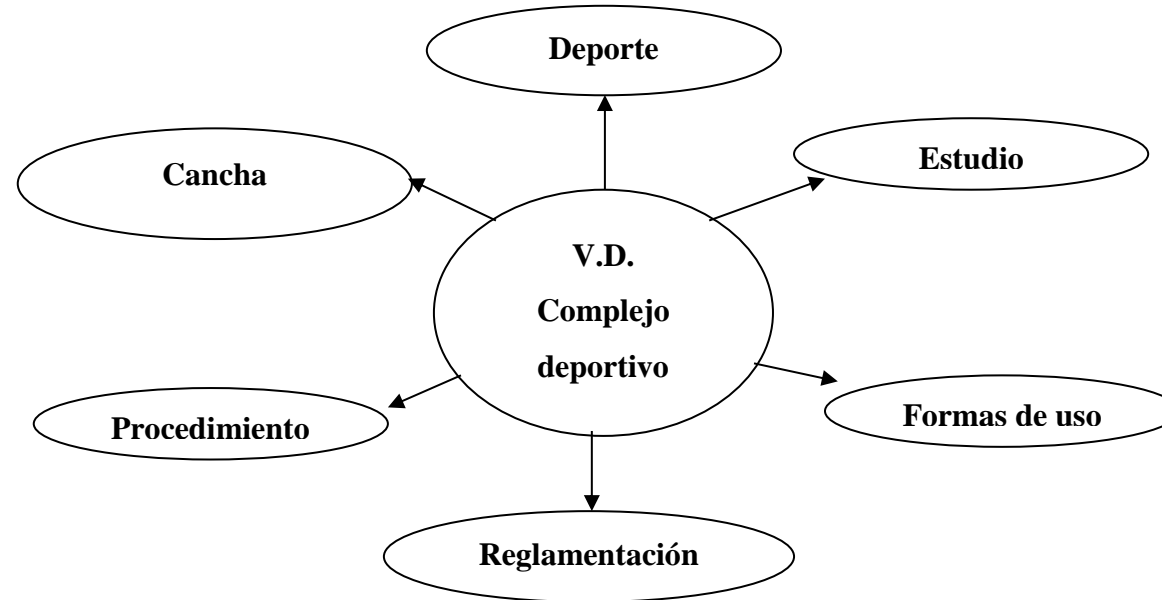 Deporte
Estudio
Cancha
V.D.
Complejo
deportivo
Formas de uso
Procedimiento
Reglamentación